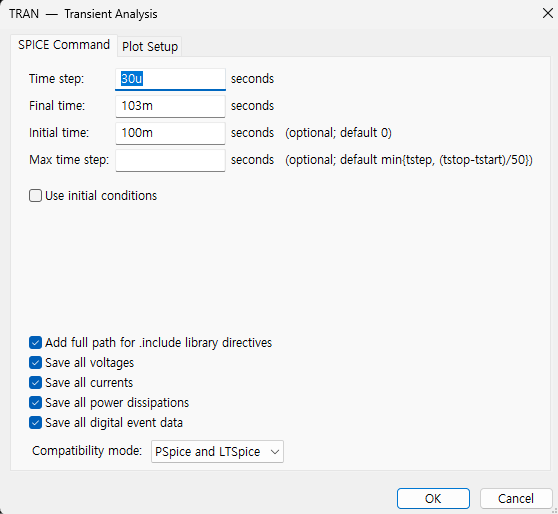 TRAN — Transient Analysis
SPICE Command Plot Setup
Time step: 30u seconds
Final time: 103m seconds
Initial time: 100m seconds (optional; default 0)
Max time step: seconds (optional; default min{tstep, (tstop-tstart)/50})
Use initial conditions
Add full path for .include library directives
Save all voltages
Save all currents
Save all power dissipations
Save all digital event data
Compatibility mode: PSpice and LTSpice
OK Cancel